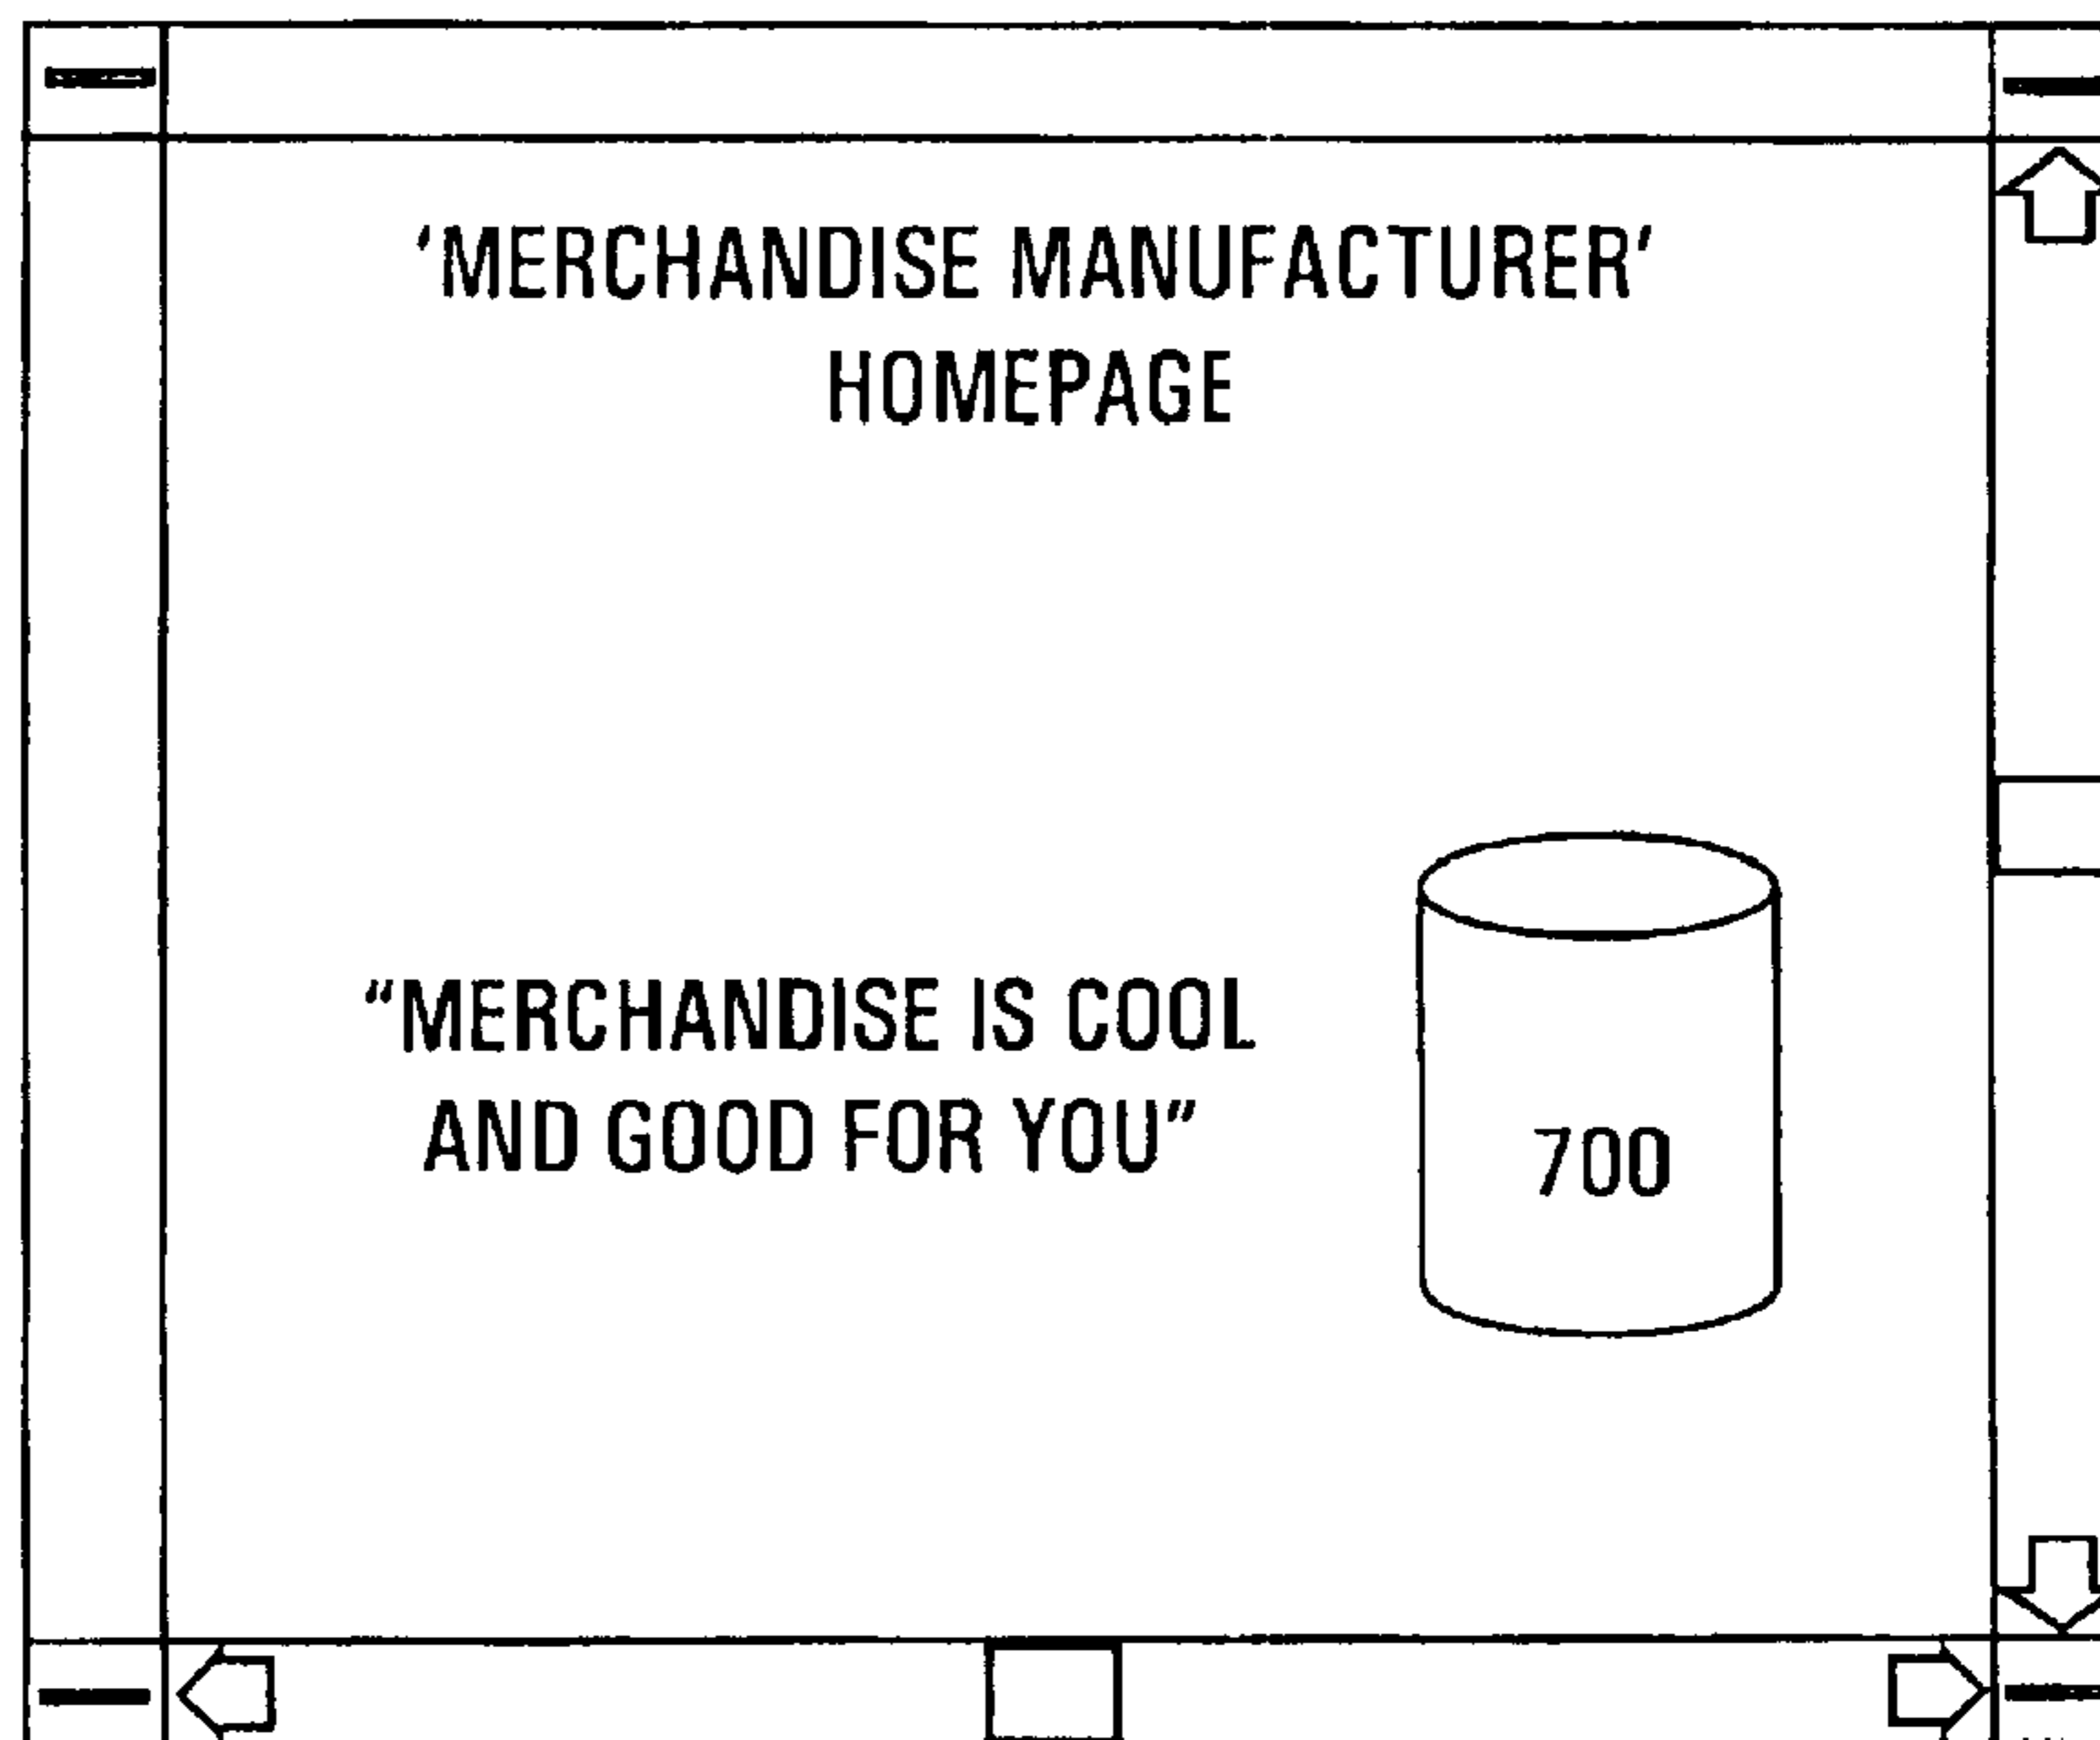 'MERCHANDISE MANUFACTURER'
HOMEPAGE
"MERCHANDISE IS COOL
AND GOOD FOR YOU"
700